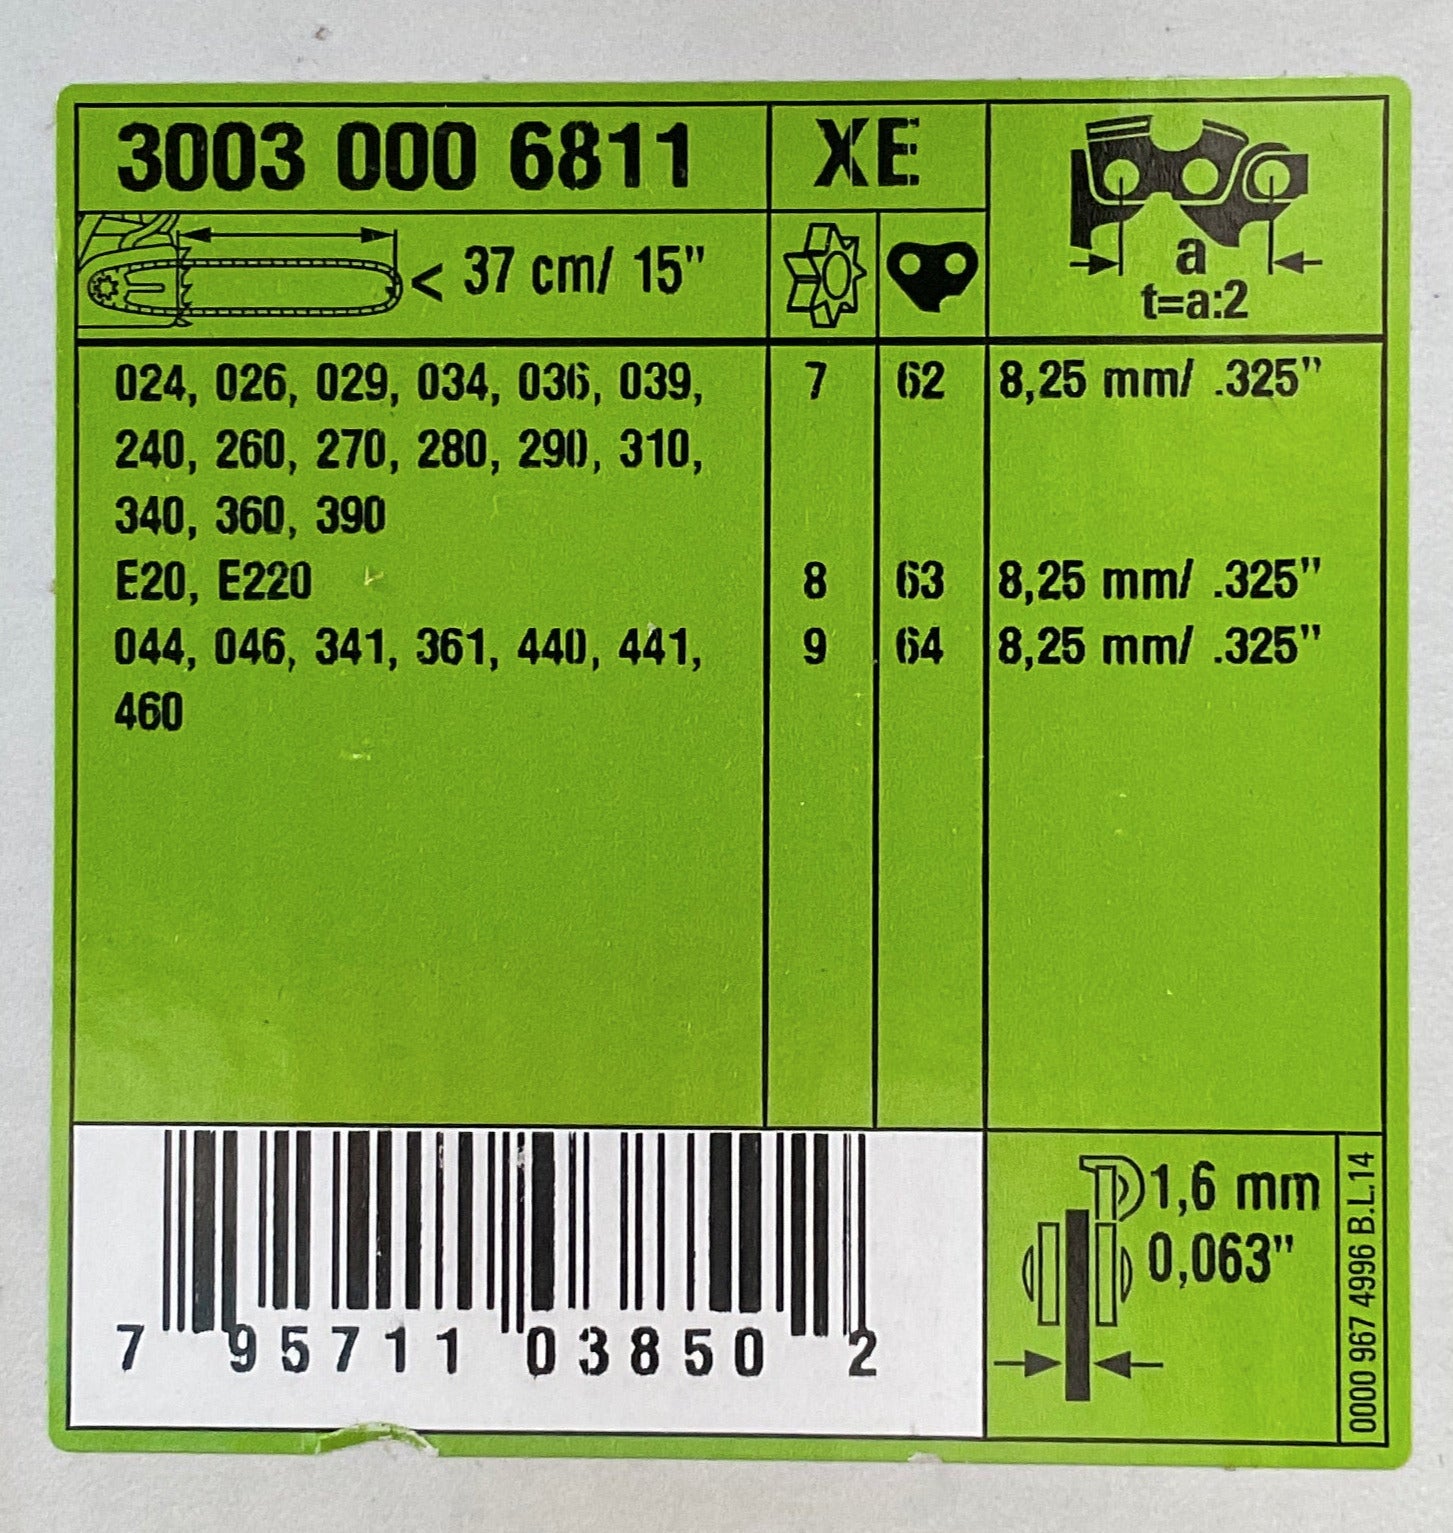 3003 000 6811
XE
a
t=a:2
< 37 cm/ 15"
024, 026, 029, 034, 036, 039, 7 62 8,25 mm/ .325"
240, 260, 270, 280, 290, 310,
340, 360, 390
E20, E220 8 63 8,25 mm/ .325"
044, 046, 341, 361, 440, 441, 9 64 8,25 mm/ .325"
460
7 95711 03850 2
1,6 mm
0,063"
0000 967 4996 B.L.14